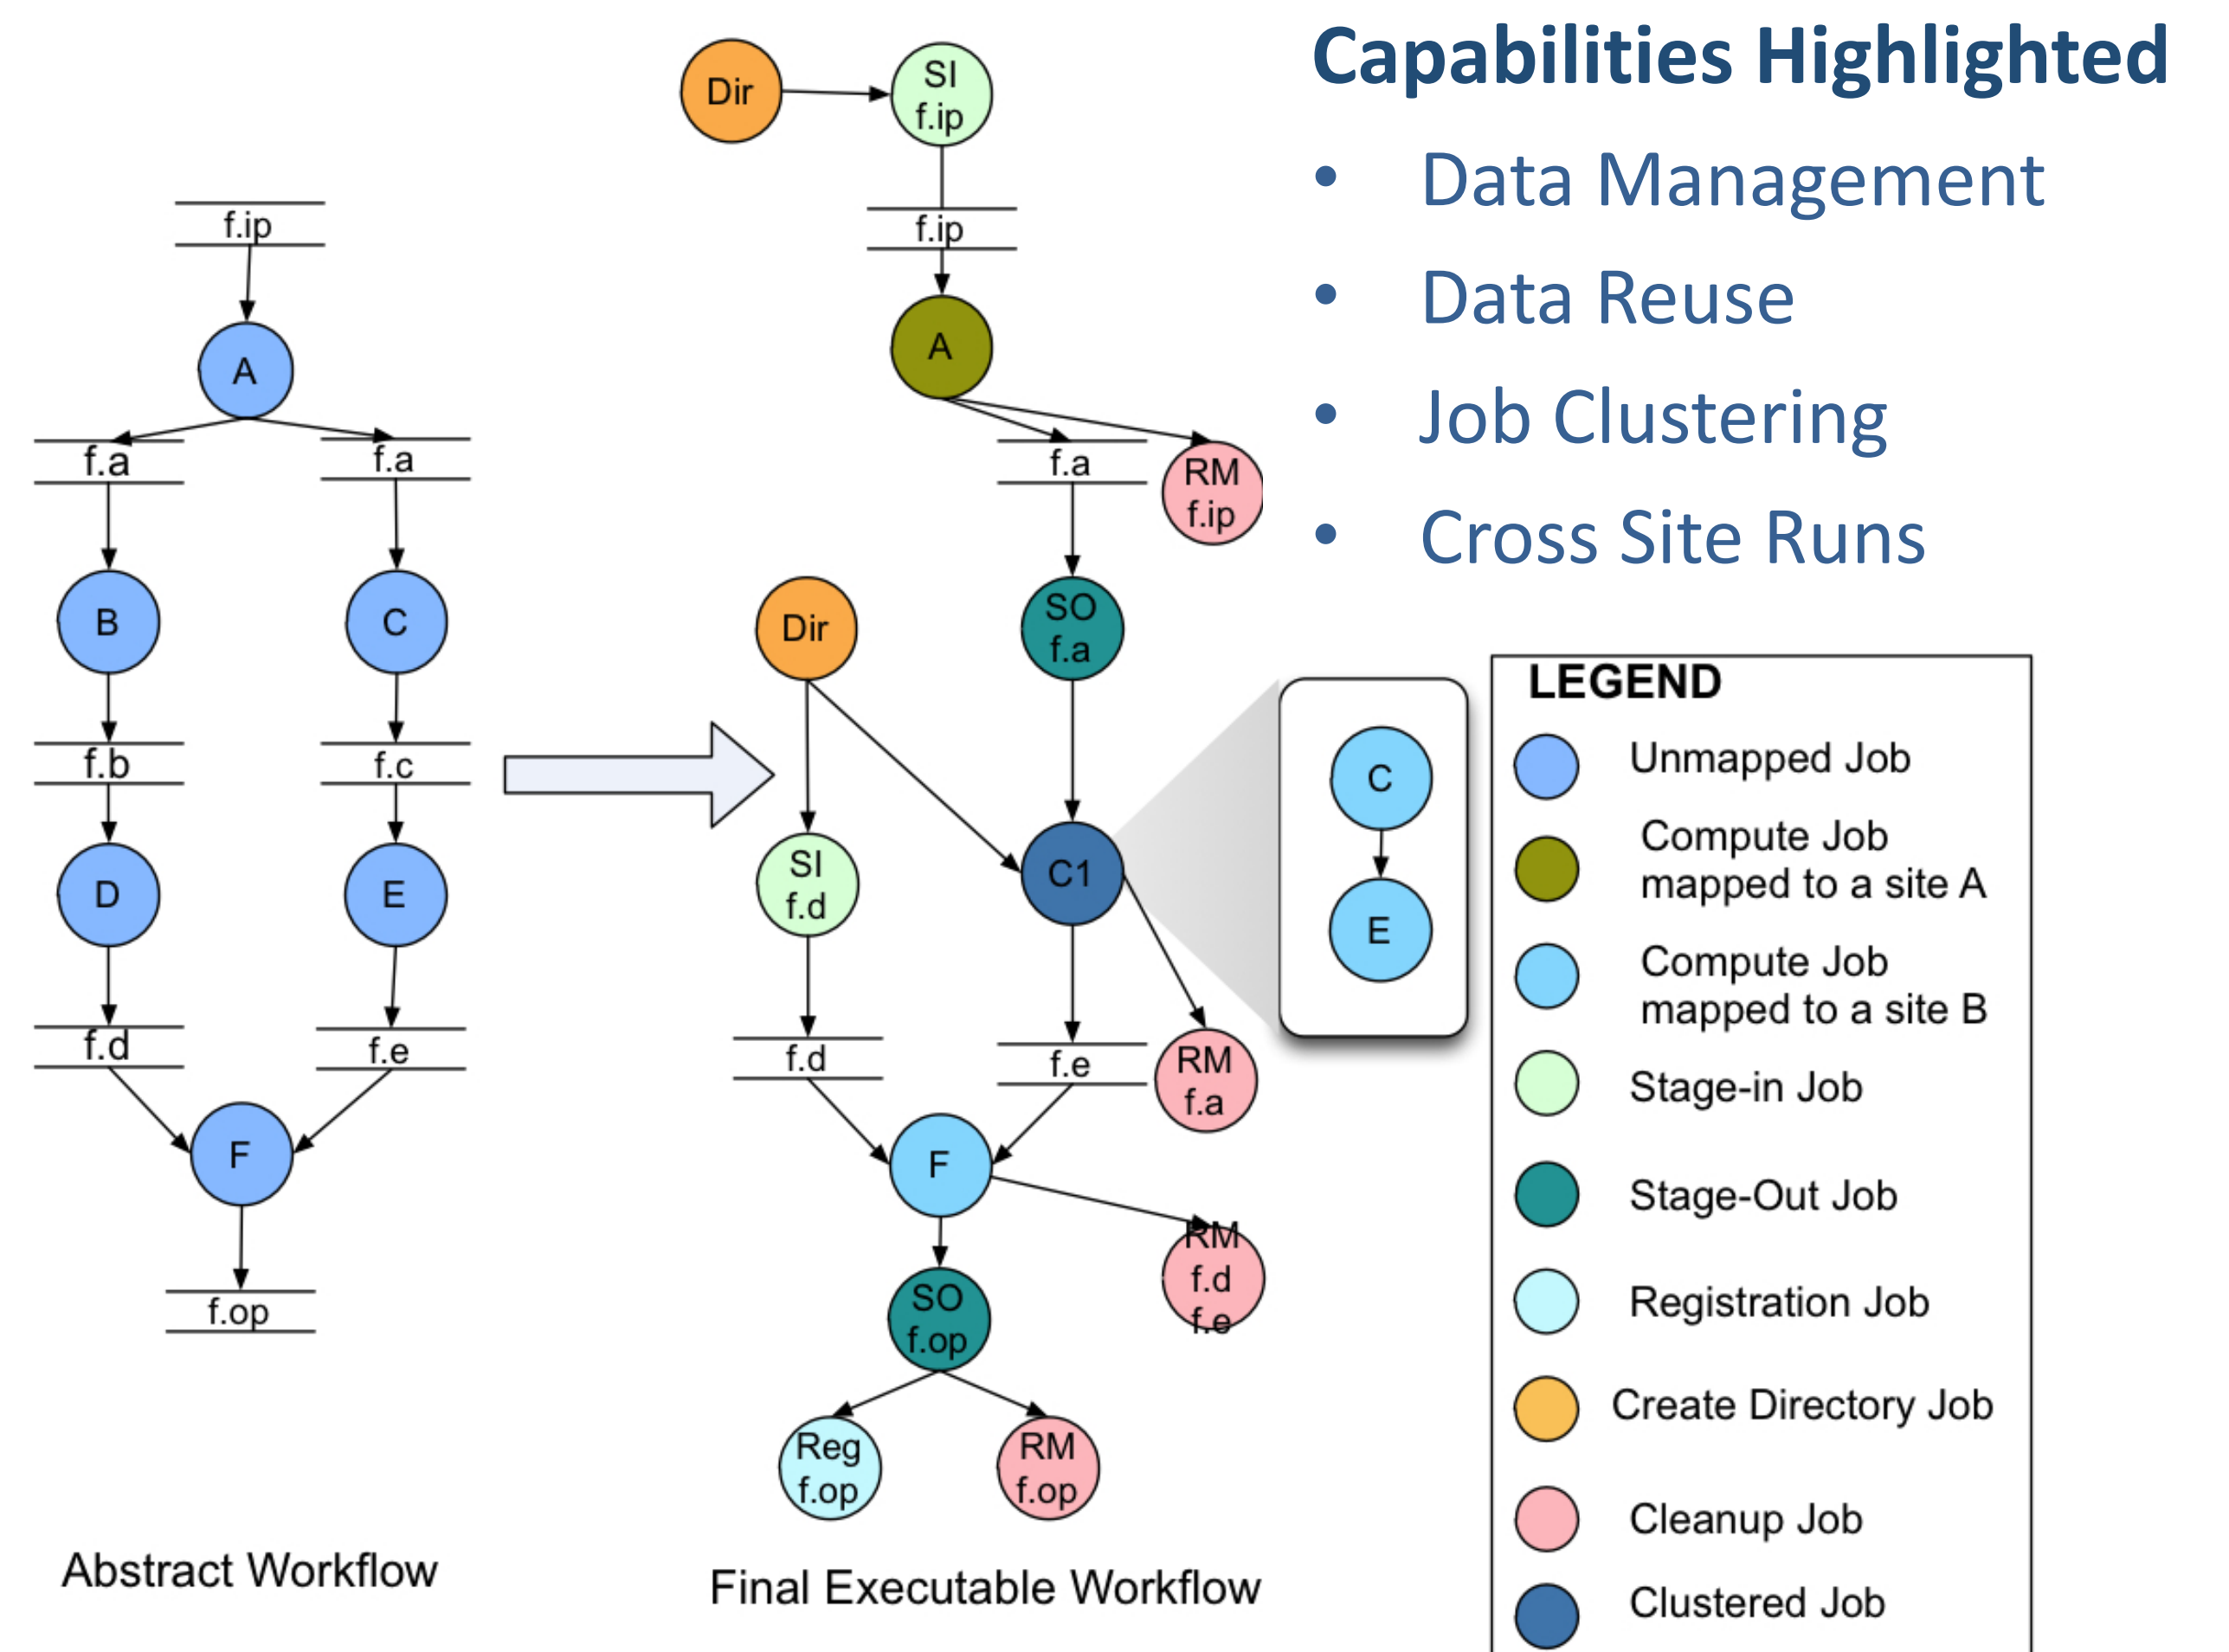 Capabilities Highlighted
• Data Management
• Data Reuse
• Job Clustering
• Cross Site Runs
f.ip
A
f.a
f.a
B
C
f.b
f.c
D
E
f.d
f.e
F
f.op
Abstract Workflow
Dir
SI
f.ip
f.ip
A
f.a
RM
f.ip
Dir
SO
f.a
SI
f.d
C1
C
E
f.d
f.e
RM
f.a
F
RM
f.d
f.e
SO
f.op
Reg
f.op
RM
f.op
Final Executable Workflow
LEGEND
Unmapped Job
Compute Job
mapped to a site A
Compute Job
mapped to a site B
Stage-in Job
Stage-Out Job
Registration Job
Create Directory Job
Cleanup Job
Clustered Job